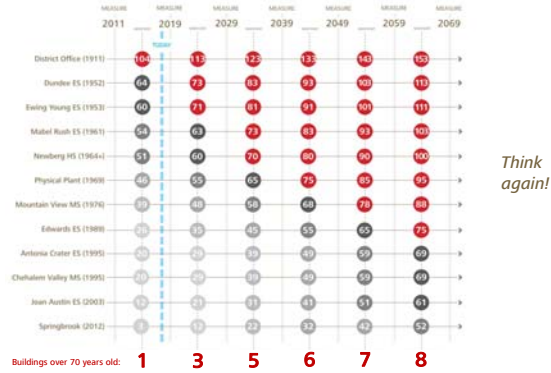 MEASURE MEASURE MEASURE MEASURE MEASURE MEASURE MEASURE
2011 2019 2029 2039 2049 2059 2069
TODAY
District Office (1911) 104 113 123 133 143 153
Dundee ES (1952) 64 73 83 93 103 113
Ewing Young ES (1953) 60 71 81 91 101 111
Mabel Rush ES (1961) 54 63 73 83 93 103
Newberg HS (1964+) 51 60 70 80 90 100
Think
again!
Physical Plant (1969) 46 55 65 75 85 95
Mountain View MS (1976) 39 48 58 68 78 88
Edwards ES (1989) 26 35 45 55 65 75
Antonia Crater ES (1995) 20 29 39 49 59 69
Chehalem Valley MS (1995) 20 29 39 49 59 69
Joan Austin ES (2003) 12 21 31 41 51 61
Springbrook (2012) 3 12 22 32 42 52
Buildings over 70 years old: 1 3 5 6 7 8